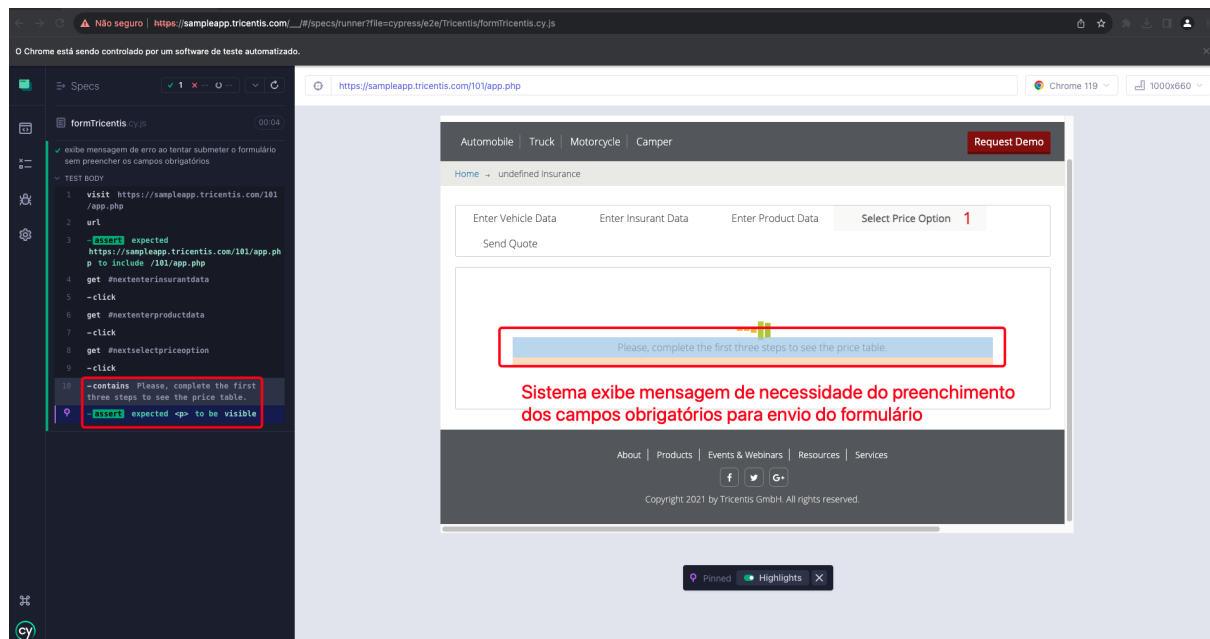 Não seguro | https://sampleapp.tricentis.com/__/#/specs/runner?file=cypress/e2e/Tricentis/formTricentis.cy.js
O Chrome está sendo controlado por um software de teste automatizado.
Specs
1
--
--
formTricentis.cy.js
00:04
exibe mensagem de erro ao tentar submeter o formulário
sem preencher os campos obrigatórios
TEST BODY
1 visit https://sampleapp.tricentis.com/101
/app.php
2 url
3 -assert expected
https://sampleapp.tricentis.com/101/app.ph
p to include /101/app.php
4 get #nextenterinsurantdata
5 -click
6 get #nextenterproductdata
7 -click
8 get #nextselectpriceoption
9 -click
10 -contains Please, complete the first
three steps to see the price table.
-assert expected <p> to be visible
cy
https://sampleapp.tricentis.com/101/app.php
Chrome 119
1000x660
Automobile | Truck | Motorcycle | Camper
Request Demo
Home → undefined Insurance
Enter Vehicle Data
Enter Insurant Data
Enter Product Data
Select Price Option 1
Send Quote
Please, complete the first three steps to see the price table.
Sistema exibe mensagem de necessidade do preenchimento
dos campos obrigatórios para envio do formulário
About | Products | Events & Webinars | Resources | Services
f
G+
Copyright 2021 by Tricentis GmbH. All rights reserved.
Pinned
Highlights